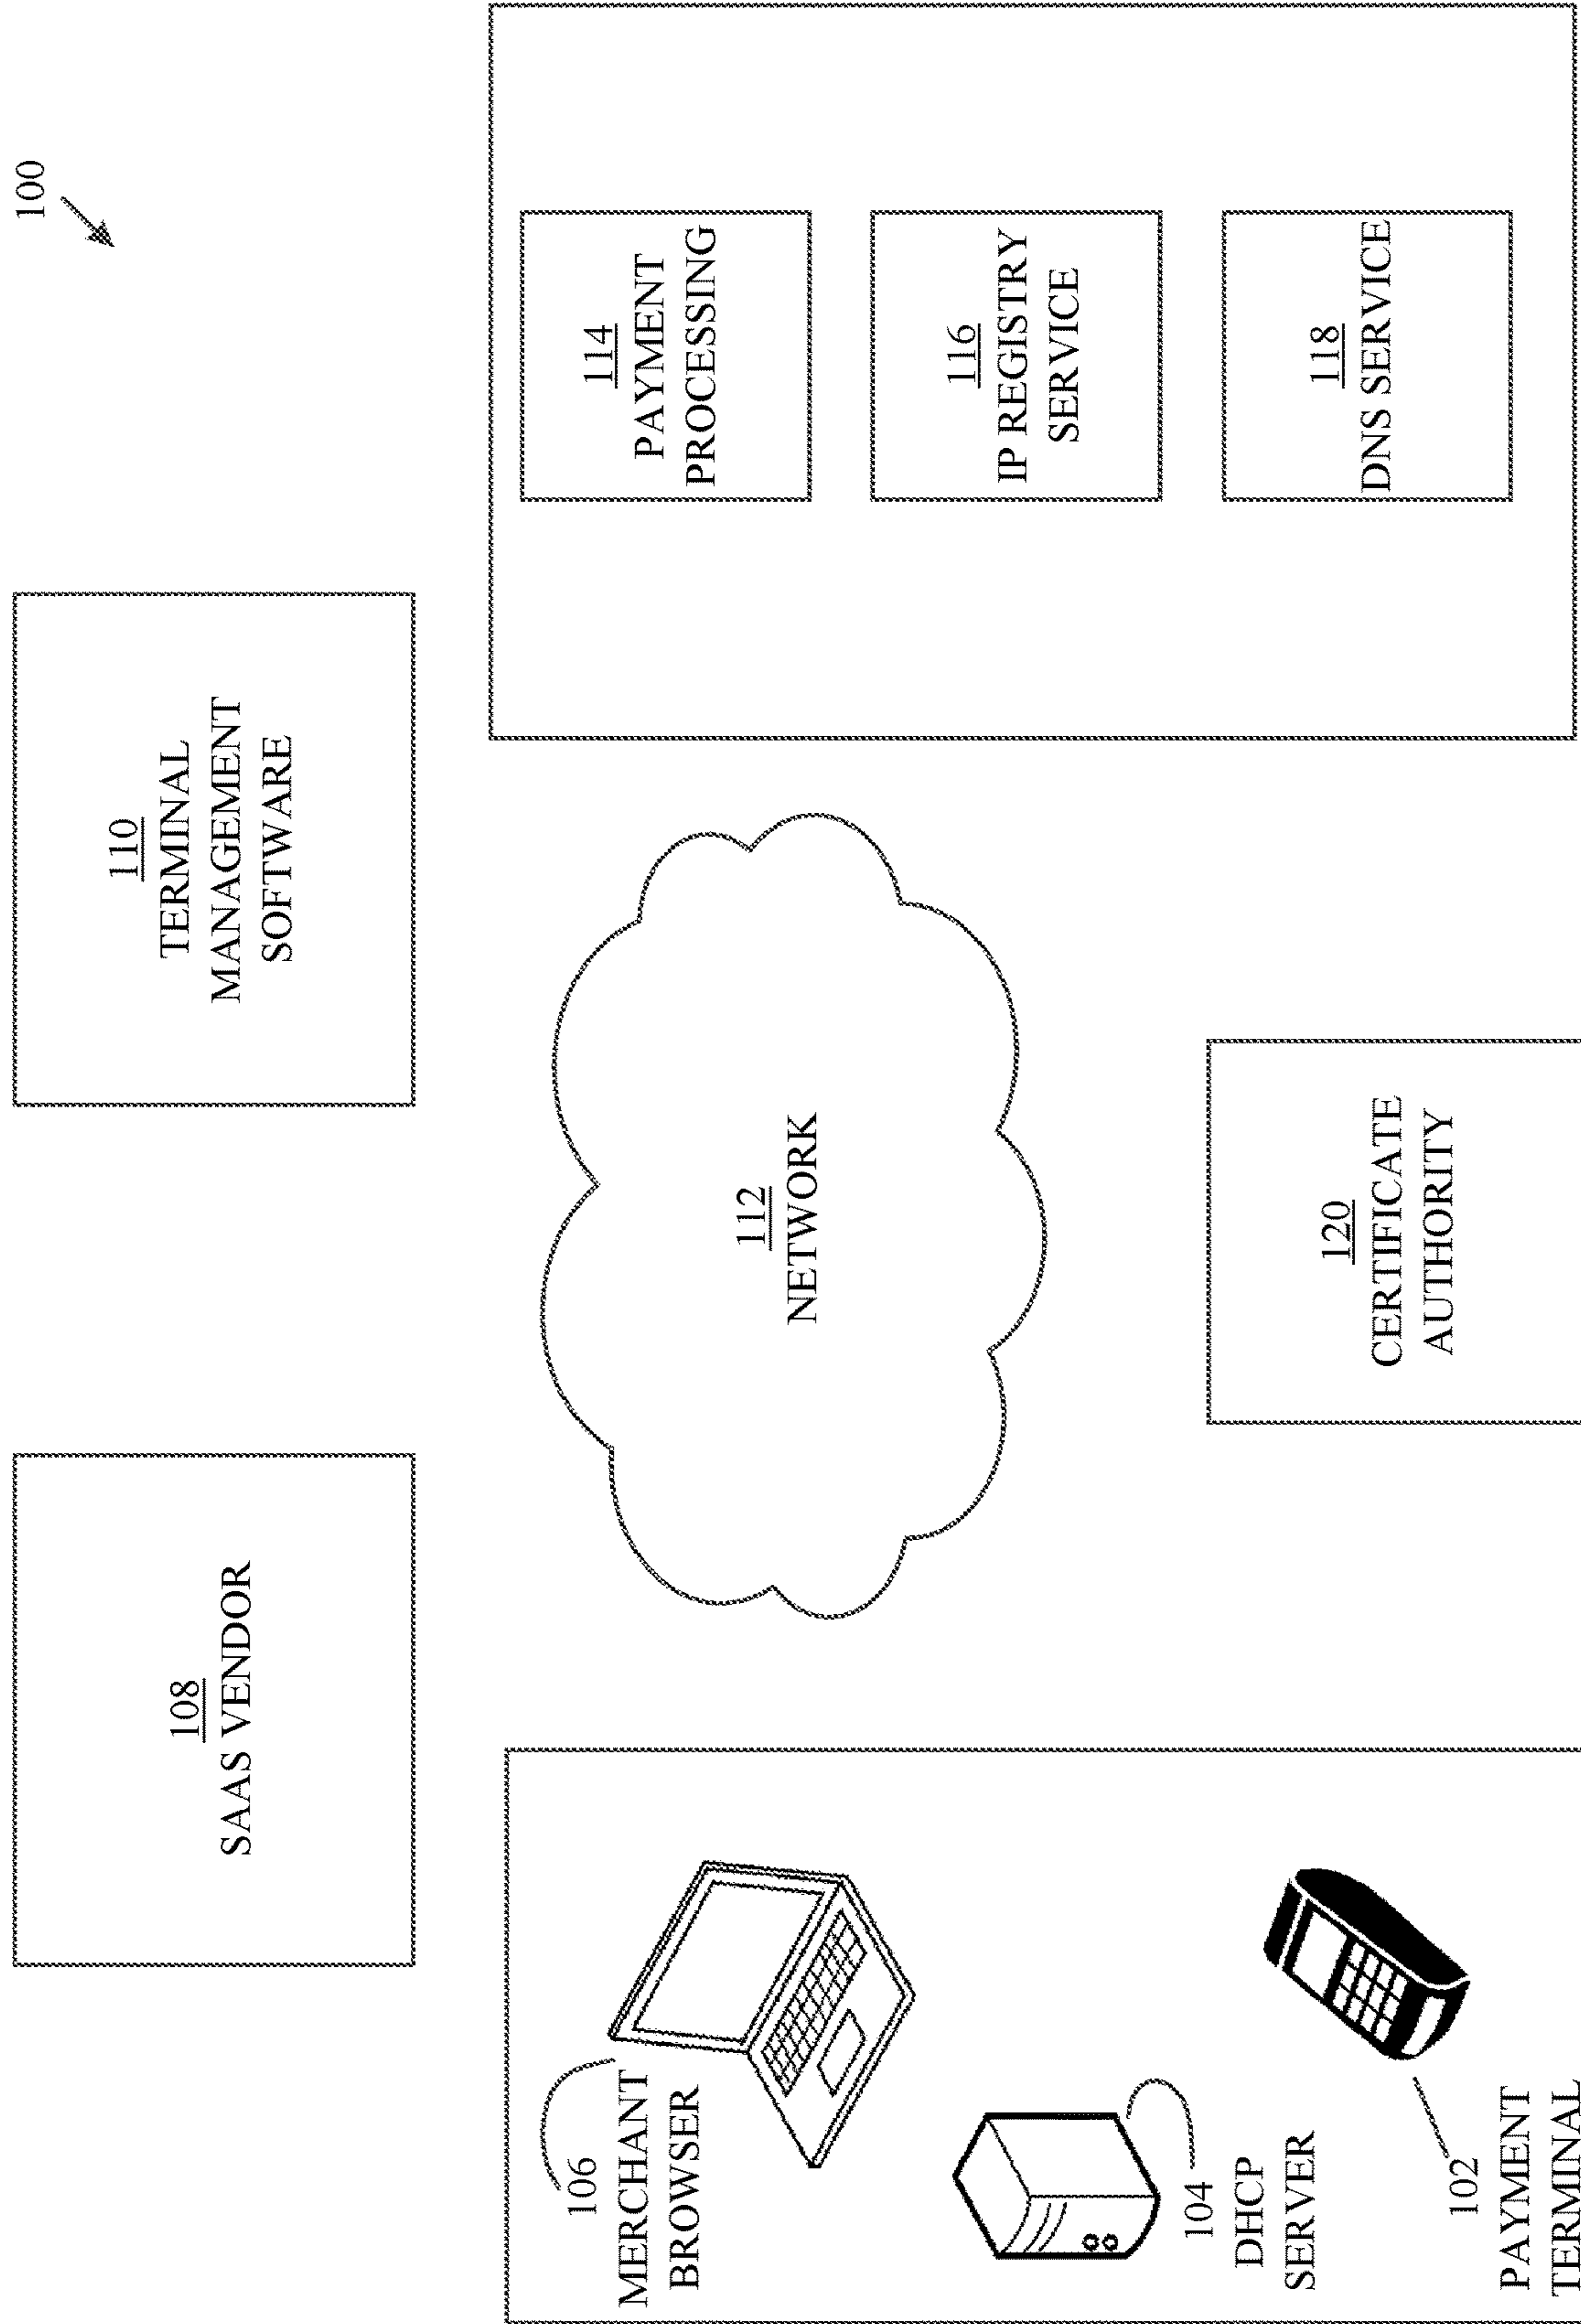 100
108
SAAS VENDOR
110
TERMINAL
MANAGEMENT
SOFTWARE
106
MERCHANT
BROWSER
104
DHCP
SERVER
102
PAYMENT
TERMINAL
112
NETWORK
120
CERTIFICATE
AUTHORITY
114
PAYMENT
PROCESSING
116
IP REGISTRY
SERVICE
118
DNS SERVICE